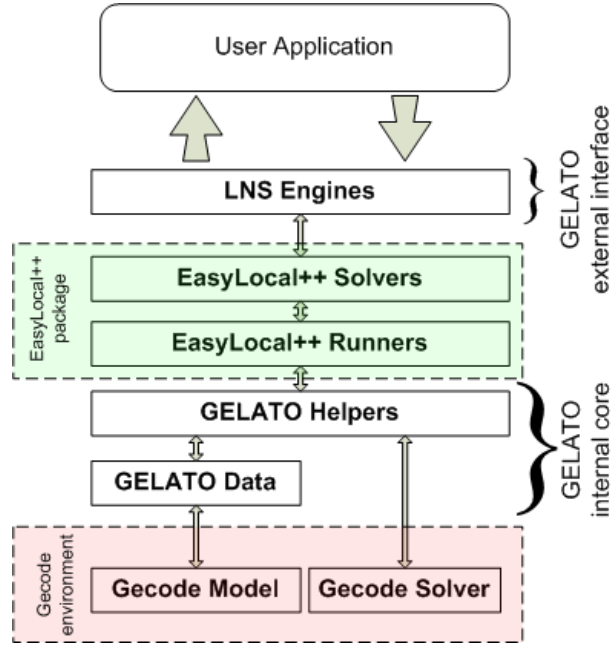 User Application
LNS Engines
GELATO
external interface
EasyLocal++
package
EasyLocal++ Solvers
EasyLocal++ Runners
GELATO Helpers
GELATO Data
GELATO
internal core
Gecode
environment
Gecode Model
Gecode Solver